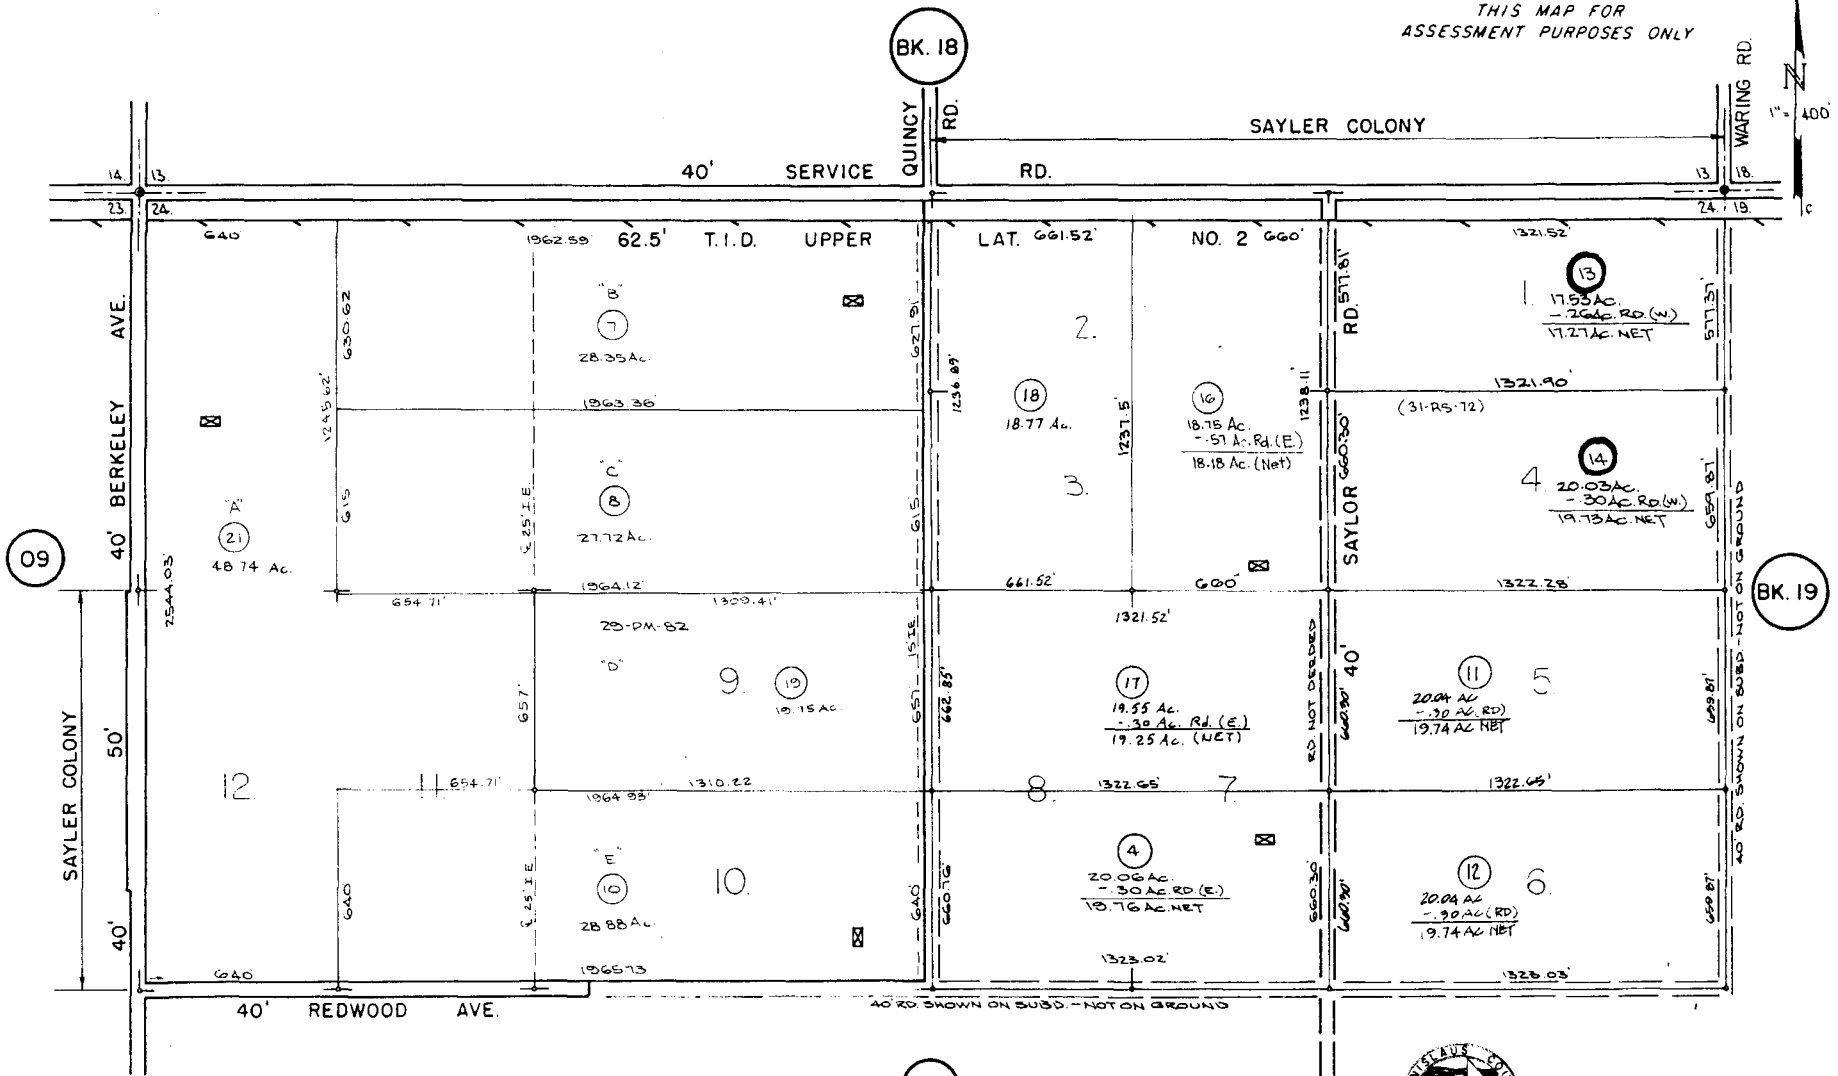 THIS MAP FOR
ASSESSMENT PURPOSES ONLY
BK. 18
WARING RD.
N
1" = 400'
QUINCY RD.
SAYLER COLONY
40' SERVICE RD.
14. 13.
13. 18.
23. 24.
24. 19.
640'
1962.59'
62.5' T.I.D. UPPER LAT. NO. 2
661.52'
660'
1321.52'
40' BERKELEY AVE.
630.62'
1245.62'
"B"
7
28.35 Ac.
627.91'
1236.89'
2.
1.
13
17.53 Ac.
-.26 Ac. RD. (W.)
17.27 Ac. NET
577.81'
577.37'
1963.36'
18
18.77 Ac.
1237.5'
16
18.75 Ac.
-.57 Ac. Rd. (E.)
18.18 Ac. (Net)
1238.11'
1321.90'
(31-RS-72)
SAYLOR RD.
40'
660.30'
"A"
21
48.74 Ac.
615
"C"
8
27.72 Ac.
₵ 25' I.E.
615
3.
4.
14
20.03 Ac.
-.30 Ac. RD. (W.)
19.73 Ac. NET
659.87'
09
2544.03'
654.71'
1964.12'
1309.41'
661.52'
660'
1322.28'
BK. 19
29-PM-82
"D"
9.
19
19.75 Ac.
657'
15' I.E.
657
662.85'
1321.52'
17
19.55 Ac.
-.30 Ac. Rd. (E.)
19.25 Ac. (NET)
RD. NOT DEEDED
660.30'
11
20.04 AC
-.30 AC. RD)
19.74 AC NET
5.
659.87'
40' RD. SHOWN ON SUBD. - NOT ON GROUND
SAYLER COLONY
50'
12.
11.
654.71'
1964.93'
1310.22
8.
1322.65'
7.
1322.65'
40'
640
₵ 25' I.E.
"E"
10
28.88 Ac.
10.
640
660.76'
4
20.06 Ac.
-.30 Ac. RD. (E.)
19.76 Ac. NET
660.30'
660.30'
12
20.04 AC
-.30 AC (RD)
19.74 AC NET
6.
659.87'
640'
1965.73
1323.02'
1323.03'
40' REDWOOD AVE.
40' RD. SHOWN ON SUBD. - NOT ON GROUND